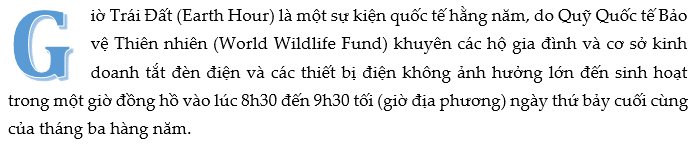 Giờ Trái Đất (Earth Hour) là một sự kiện quốc tế hằng năm, do Quỹ Quốc tế Bảo
vệ Thiên nhiên (World Wildlife Fund) khuyên các hộ gia đình và cơ sở kinh
doanh tắt đèn điện và các thiết bị điện không ảnh hưởng lớn đến sinh hoạt
trong một giờ đồng hồ vào lúc 8h30 đến 9h30 tối (giờ địa phương) ngày thứ bảy cuối cùng
của tháng ba hàng năm.